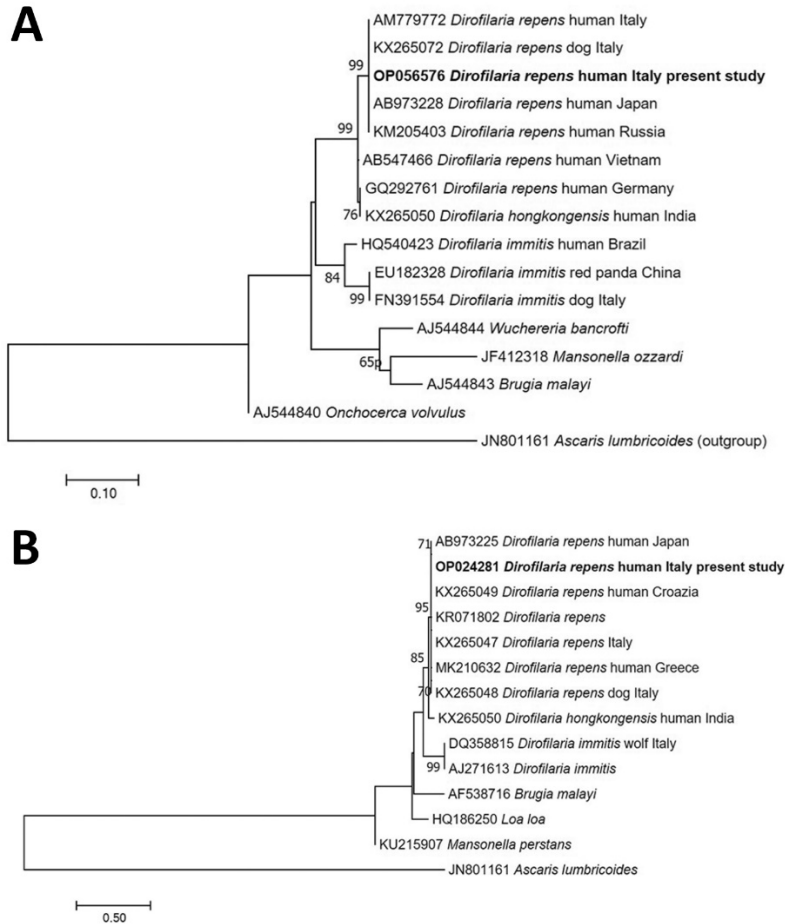 A
AM779772 Dirofilaria repens human Italy
KX265072 Dirofilaria repens dog Italy
99
OP056576 Dirofilaria repens human Italy present study
AB973228 Dirofilaria repens human Japan
99
KM205403 Dirofilaria repens human Russia
AB547466 Dirofilaria repens human Vietnam
GQ292761 Dirofilaria repens human Germany
76
KX265050 Dirofilaria hongkongensis human India
HQ540423 Dirofilaria immitis human Brazil
84
EU182328 Dirofilaria immitis red panda China
99
FN391554 Dirofilaria immitis dog Italy
AJ544844 Wuchereria bancrofti
65p
JF412318 Mansonella ozzardi
AJ544843 Brugia malayi
AJ544840 Onchocerca volvulus
JN801161 Ascaris lumbricoides (outgroup)
0.10
B
71
AB973225 Dirofilaria repens human Japan
OP024281 Dirofilaria repens human Italy present study
KX265049 Dirofilaria repens human Croazia
95
KR071802 Dirofilaria repens
KX265047 Dirofilaria repens Italy
85
MK210632 Dirofilaria repens human Greece
70
KX265048 Dirofilaria repens dog Italy
KX265050 Dirofilaria hongkongensis human India
DQ358815 Dirofilaria immitis wolf Italy
99
AJ271613 Dirofilaria immitis
AF538716 Brugia malayi
HQ186250 Loa loa
KU215907 Mansonella perstans
JN801161 Ascaris lumbricoides
0.50